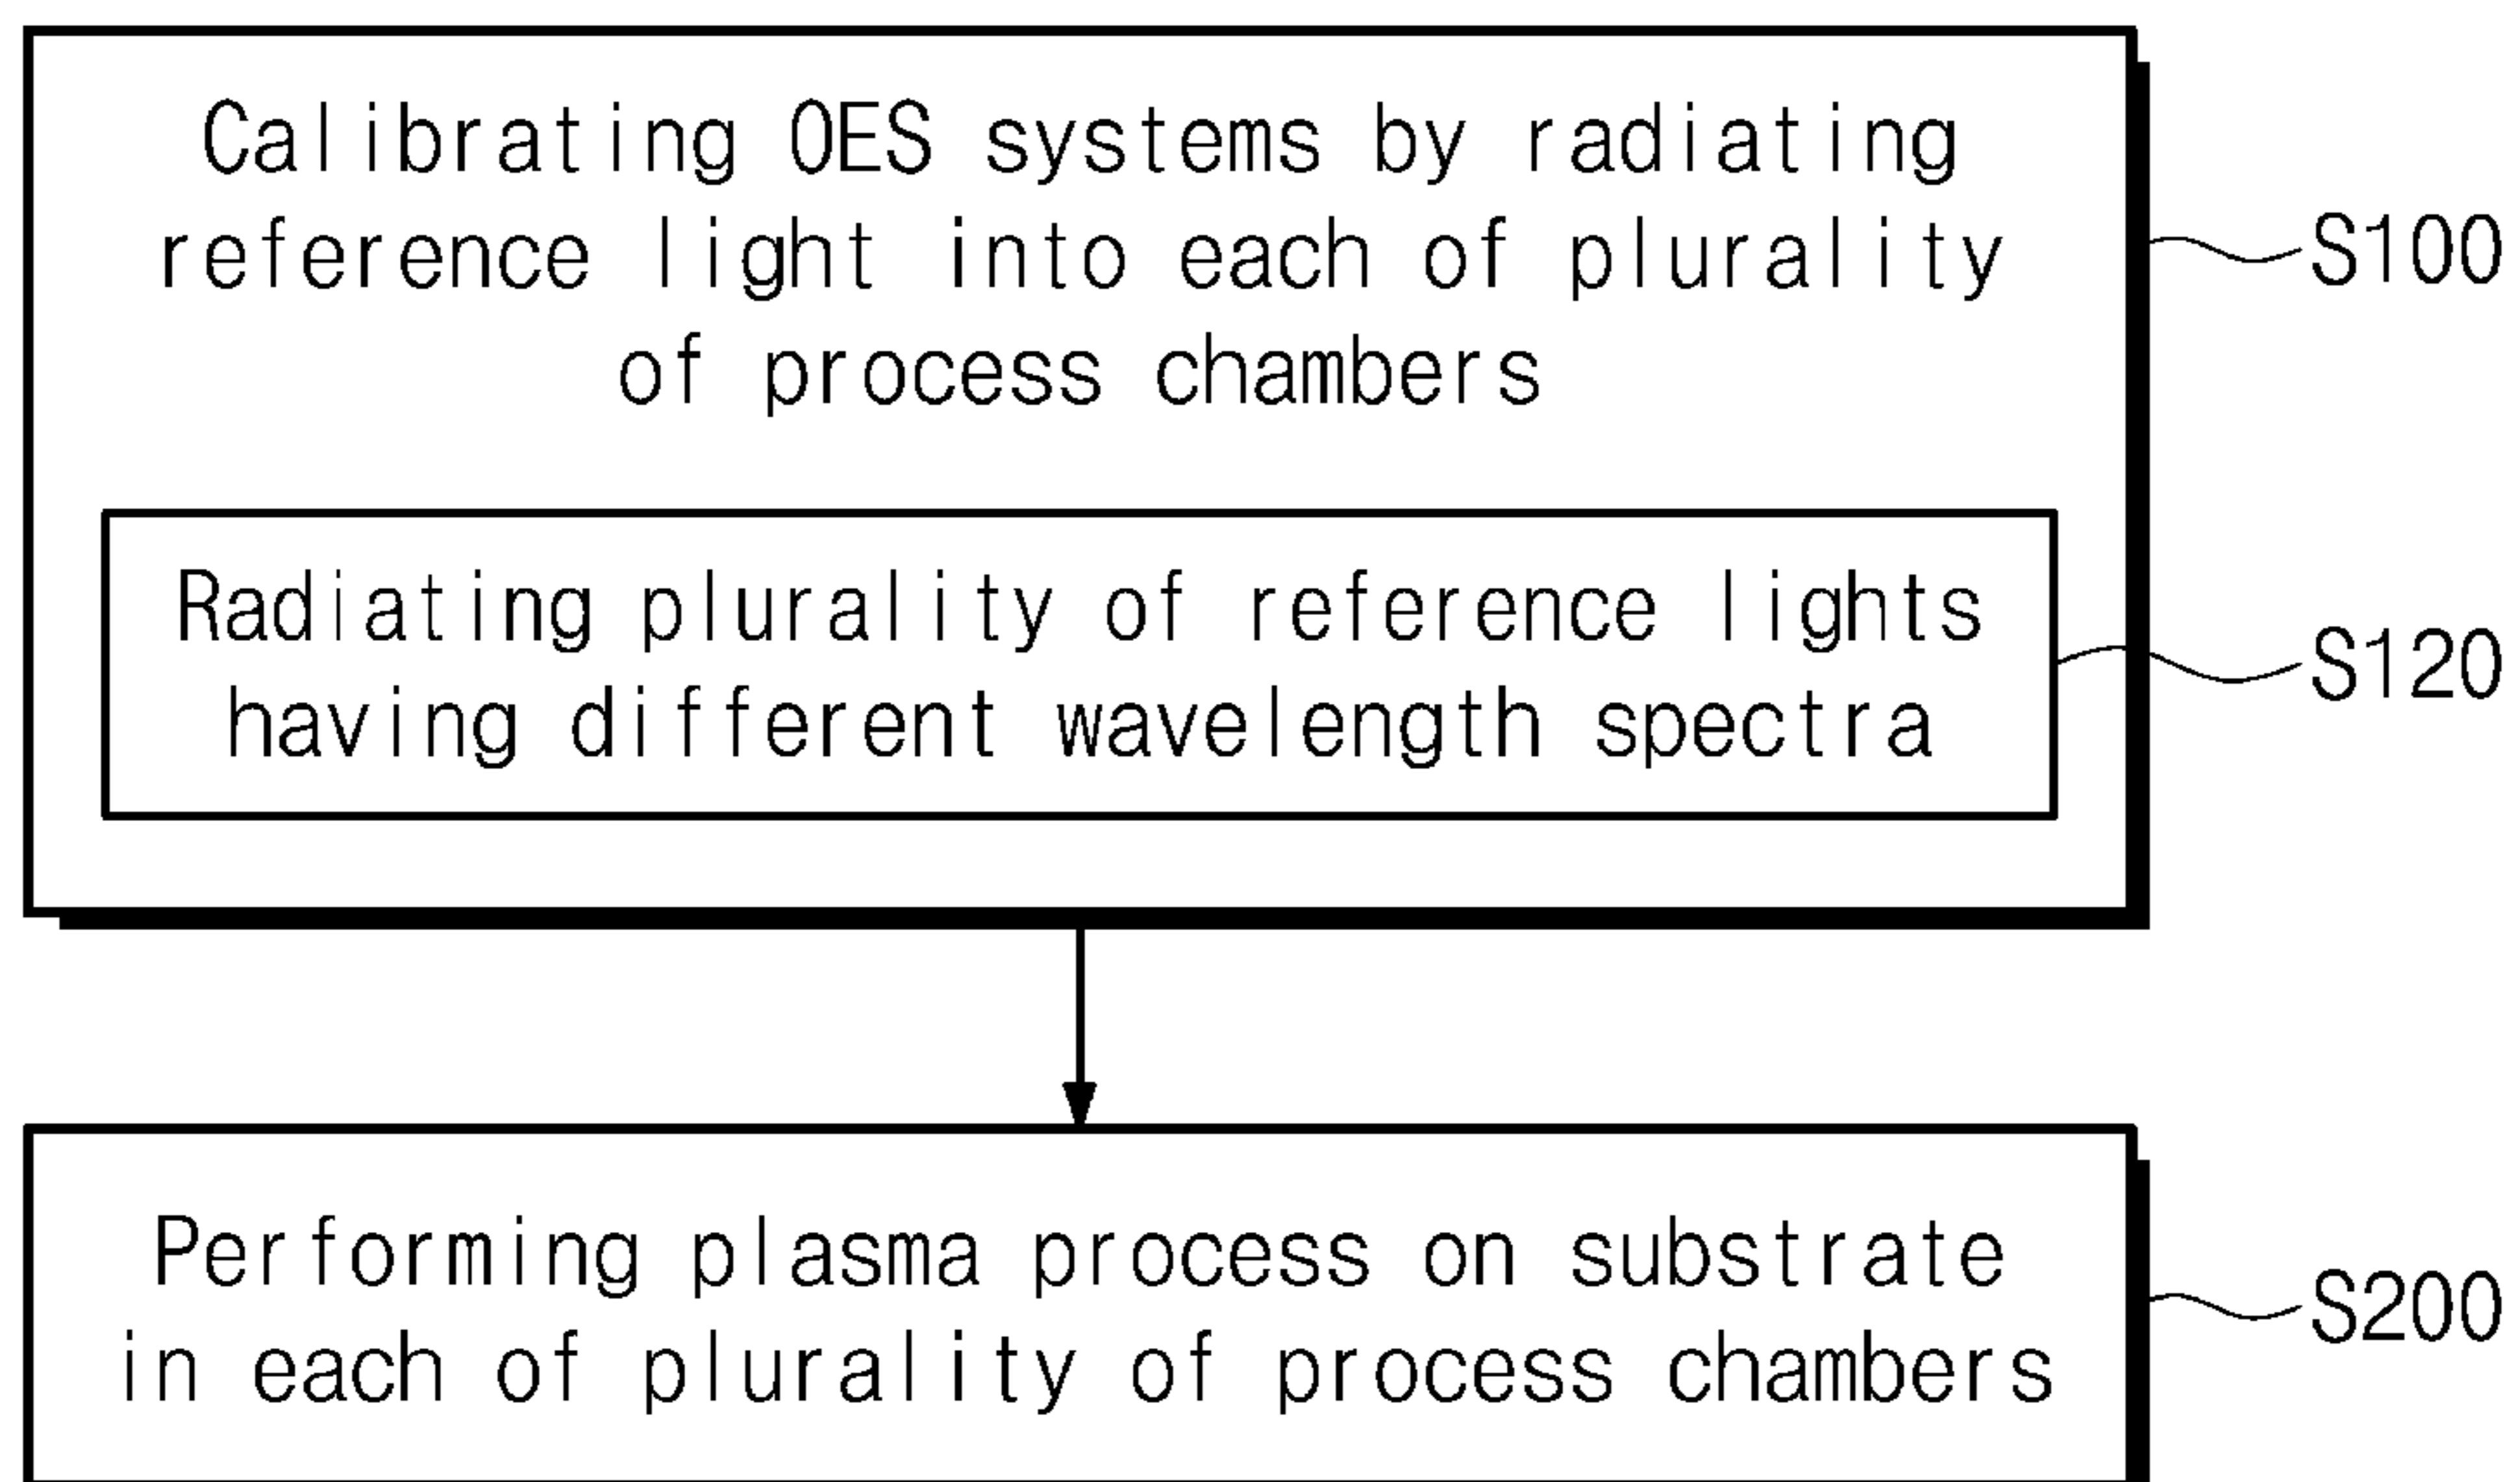 Calibrating OES systems by radiating
reference light into each of plurality
of process chambers
S100
Radiating plurality of reference lights
having different wavelength spectra
S120
Performing plasma process on substrate
in each of plurality of process chambers
S200